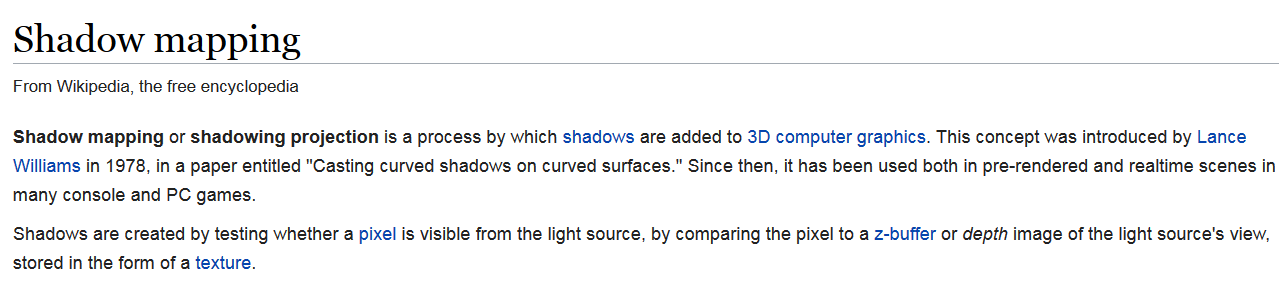 Shadow mapping
From Wikipedia, the free encyclopedia
Shadow mapping or shadowing projection is a process by which shadows are added to 3D computer graphics. This concept was introduced by Lance
Williams in 1978, in a paper entitled "Casting curved shadows on curved surfaces." Since then, it has been used both in pre-rendered and realtime scenes in
many console and PC games.
Shadows are created by testing whether a pixel is visible from the light source, by comparing the pixel to a z-buffer or depth image of the light source's view,
stored in the form of a texture.